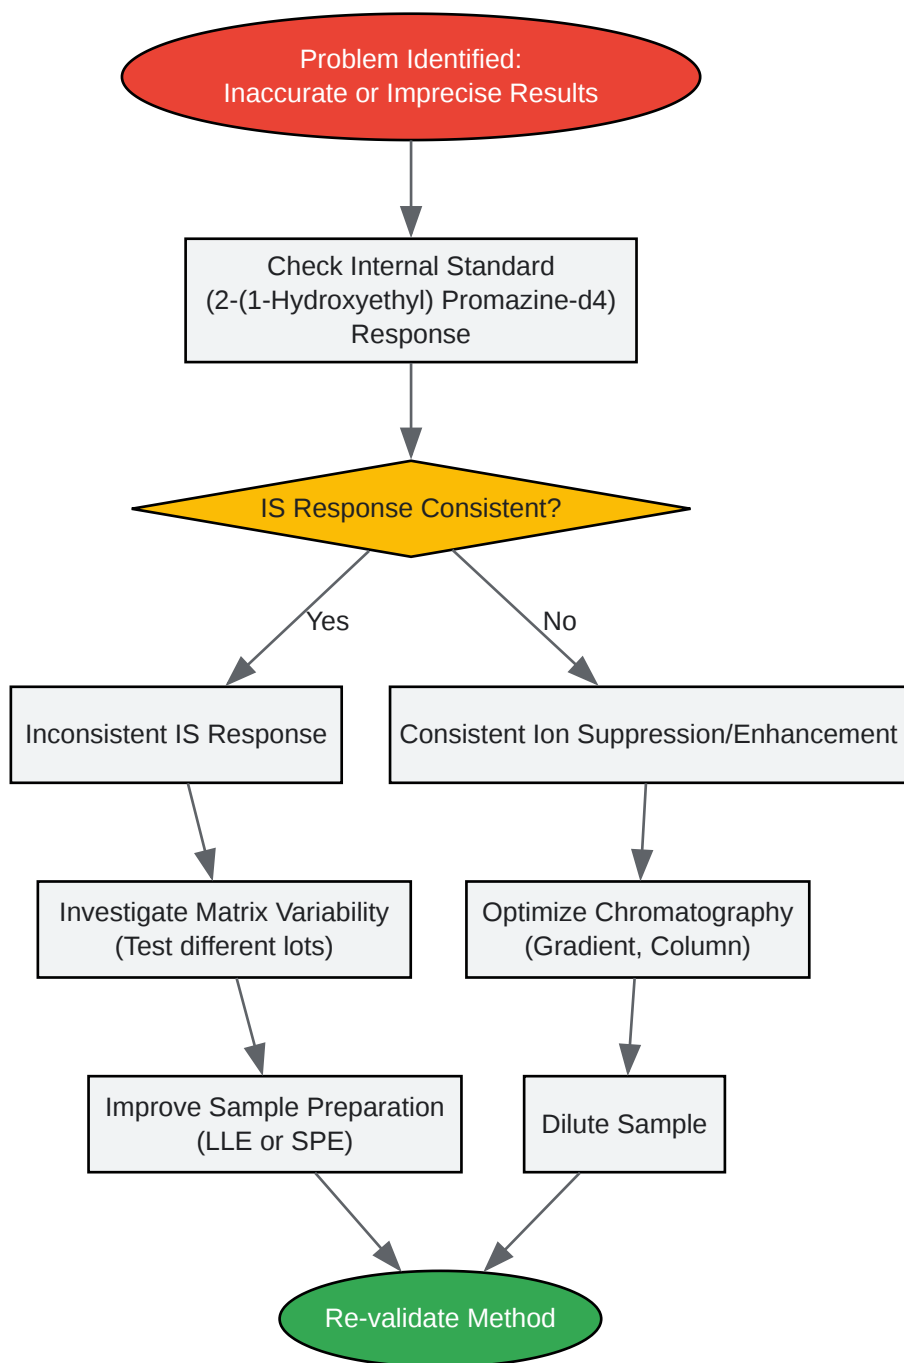 Problem Identified:
Inaccurate or Imprecise Results
Check Internal Standard
(2-(1-Hydroxyethyl) Promazine-d4)
Response
IS Response Consistent?
Yes
No
Inconsistent IS Response
Consistent Ion Suppression/Enhancement
Investigate Matrix Variability
(Test different lots)
Optimize Chromatography
(Gradient, Column)
Improve Sample Preparation
(LLE or SPE)
Dilute Sample
Re-validate Method